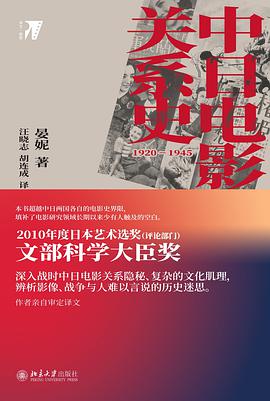 中日电影
关系史
1920－1945
晏妮 著
汪晓志 胡连成 译
本书超越中日两国各自的电影史界限，
填补了电影研究领域长期以来少有人触及的空白。
2010年度日本艺术选奖（评论部门）
文部科学大臣奖
深入战时中日电影关系隐秘、复杂的文化肌理，
辨析影像、战争与人难以言说的历史迷思。
作者亲自审定译文
北京大学出版社